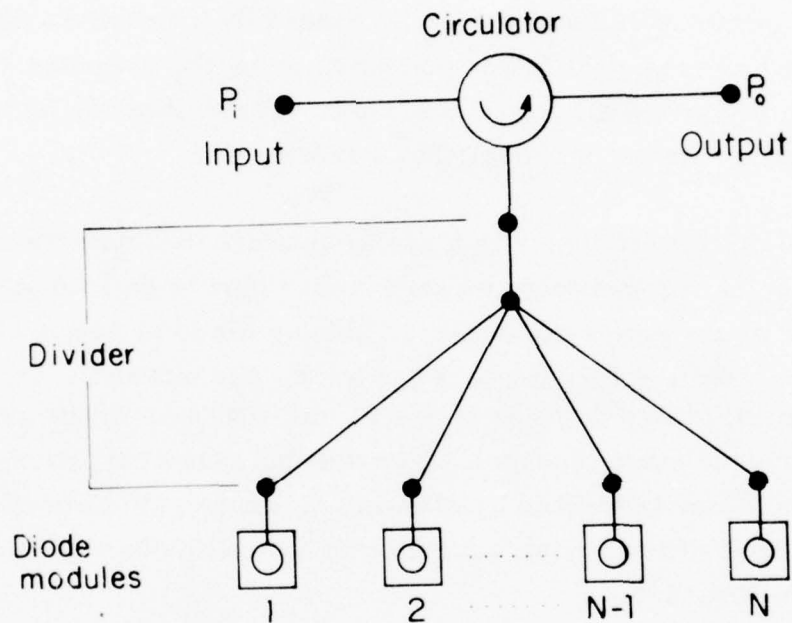 Circulator
Pi
Po
Input
Output
Divider
Diode
modules
1
2
N-1
N